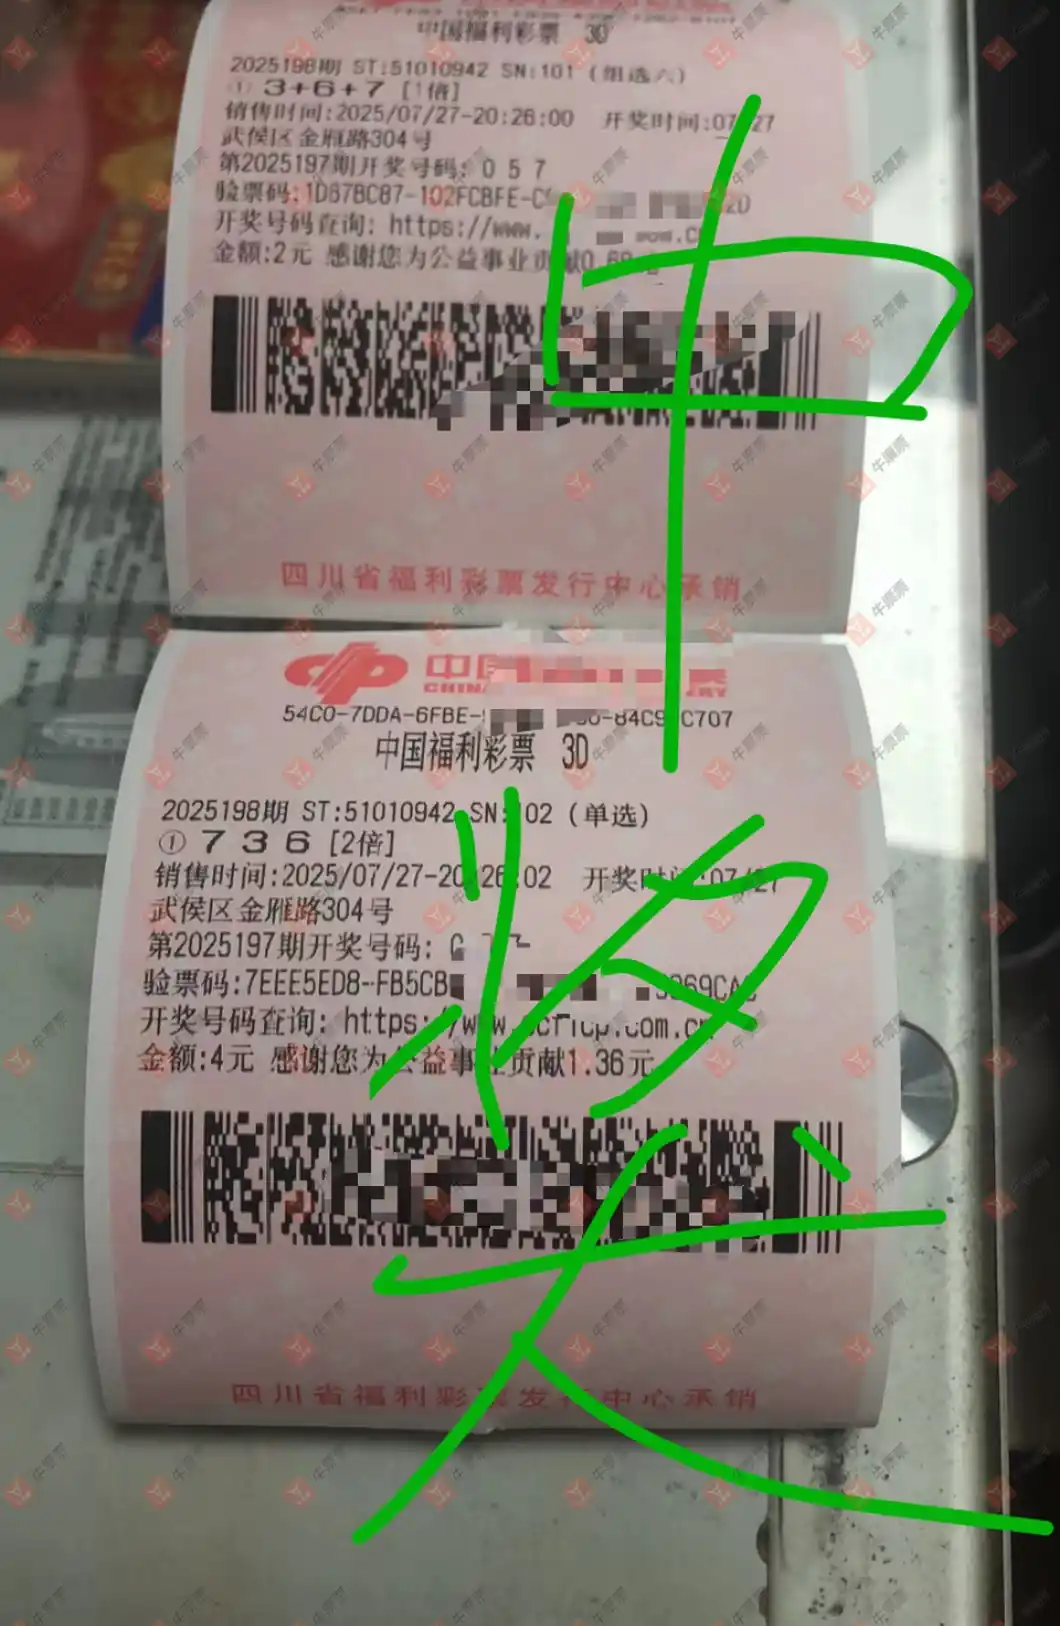 中国福利彩票 3D
2025198期 ST:51010942 SN:101 (组选六)
① 3+6+7 [1倍]
销售时间:2025/07/27-20:26:00 开奖时间:07/27
武侯区金雁路304号
第2025197期开奖号码: 0 5 7
验票码:1D67BC87-102FCBFE-C
开奖号码查询: https://www.
金额:2元 感谢您为公益事业贡献0.68元
四川省福利彩票发行中心承销
中国
54C0-7DDA-6FBE- -84C9 C707
中国福利彩票 3D
2025198期 ST:51010942 SN:102 (单选)
① 7 3 6 [2倍]
销售时间:2025/07/27-20:26:02 开奖时间:07/27
武侯区金雁路304号
第2025197期开奖号码:
验票码:7EEE5ED8-FB5CB 69CAC
开奖号码查询: https://www.scflcp.com.cn
金额:4元 感谢您为公益事业贡献1.36元
四川省福利彩票发行中心承销
中
奖
牛彩票